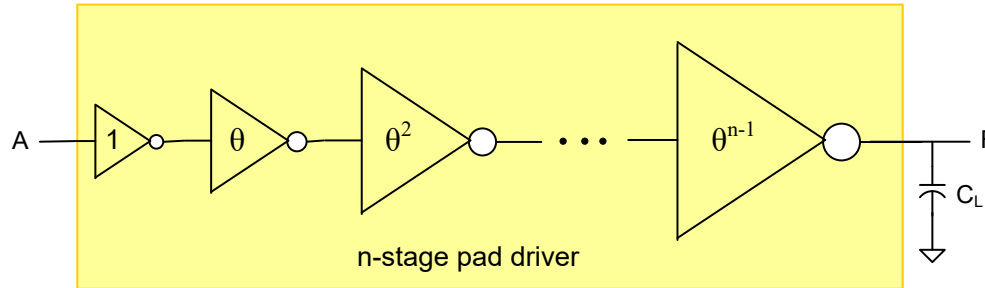 A
1
θ
θ²
• • •
θⁿ⁻¹
C_L
n-stage pad driver